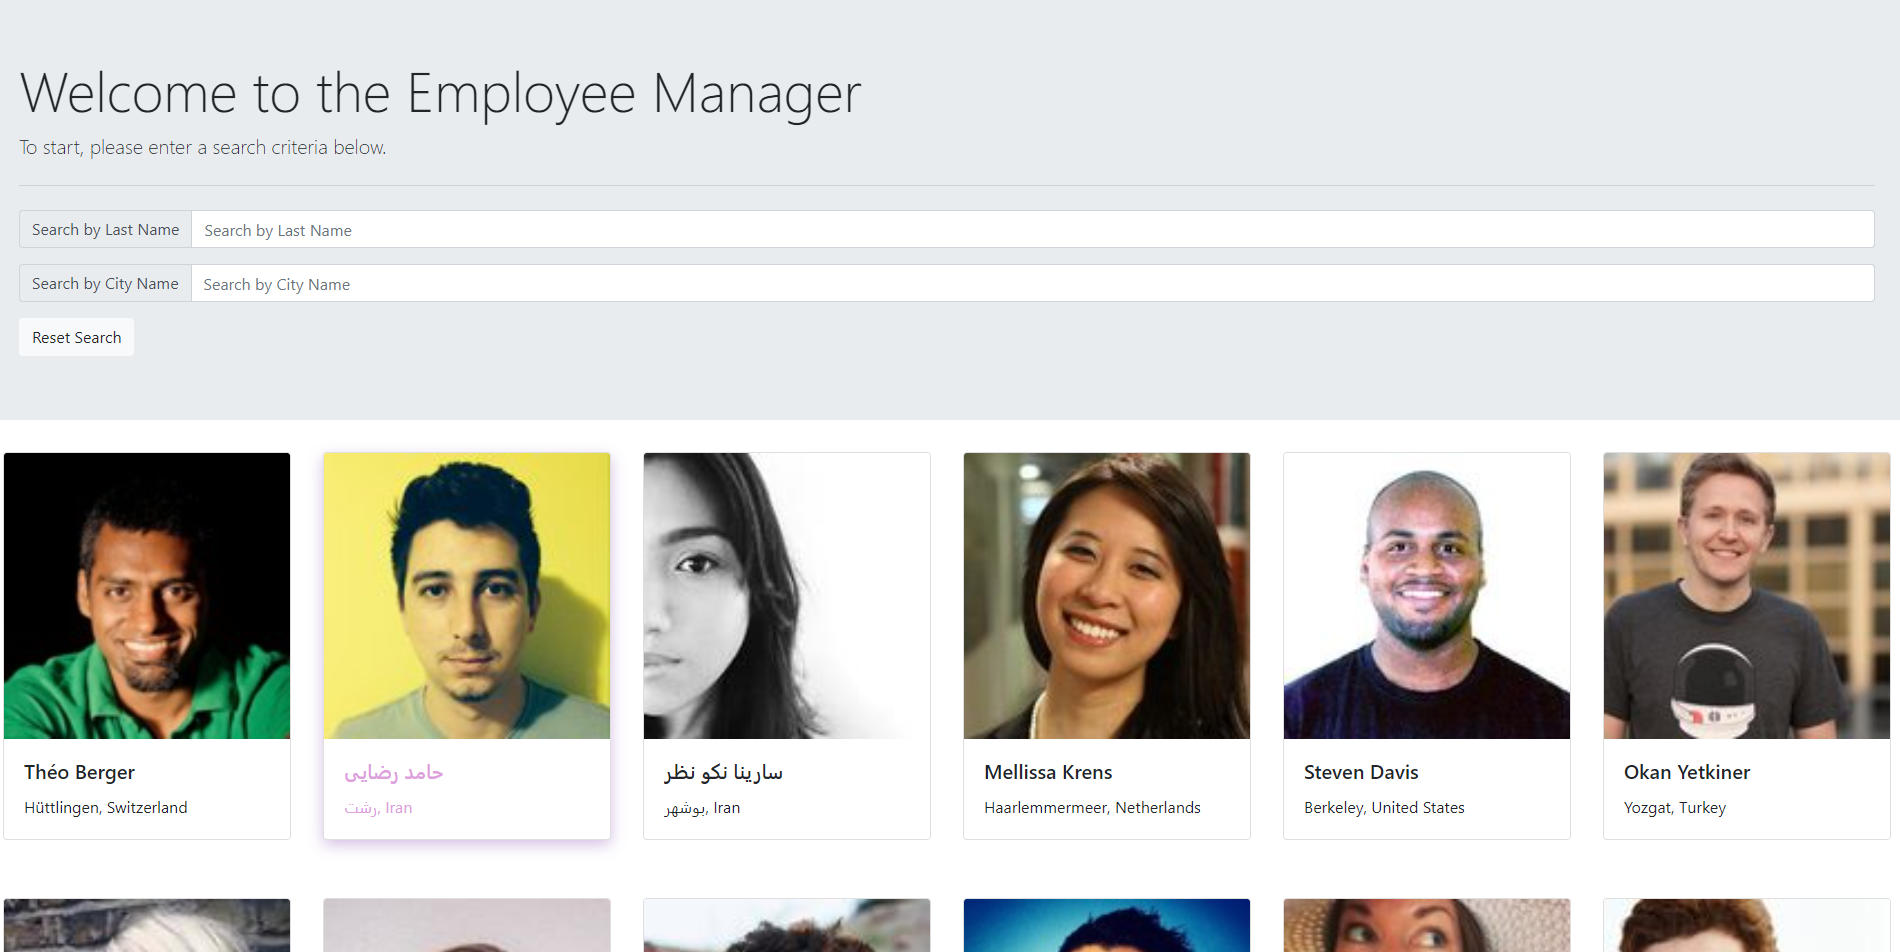 Welcome to the Employee Manager
To start, please enter a search criteria below.
Search by Last Name Search by Last Name
Search by City Name Search by City Name
Reset Search
Théo Berger
Hüttlingen, Switzerland
حامد رضایی
رشت, Iran
سارینا نكو نظر
بوشهر, Iran
Mellissa Krens
Haarlemmermeer, Netherlands
Steven Davis
Berkeley, United States
Okan Yetkiner
Yozgat, Turkey